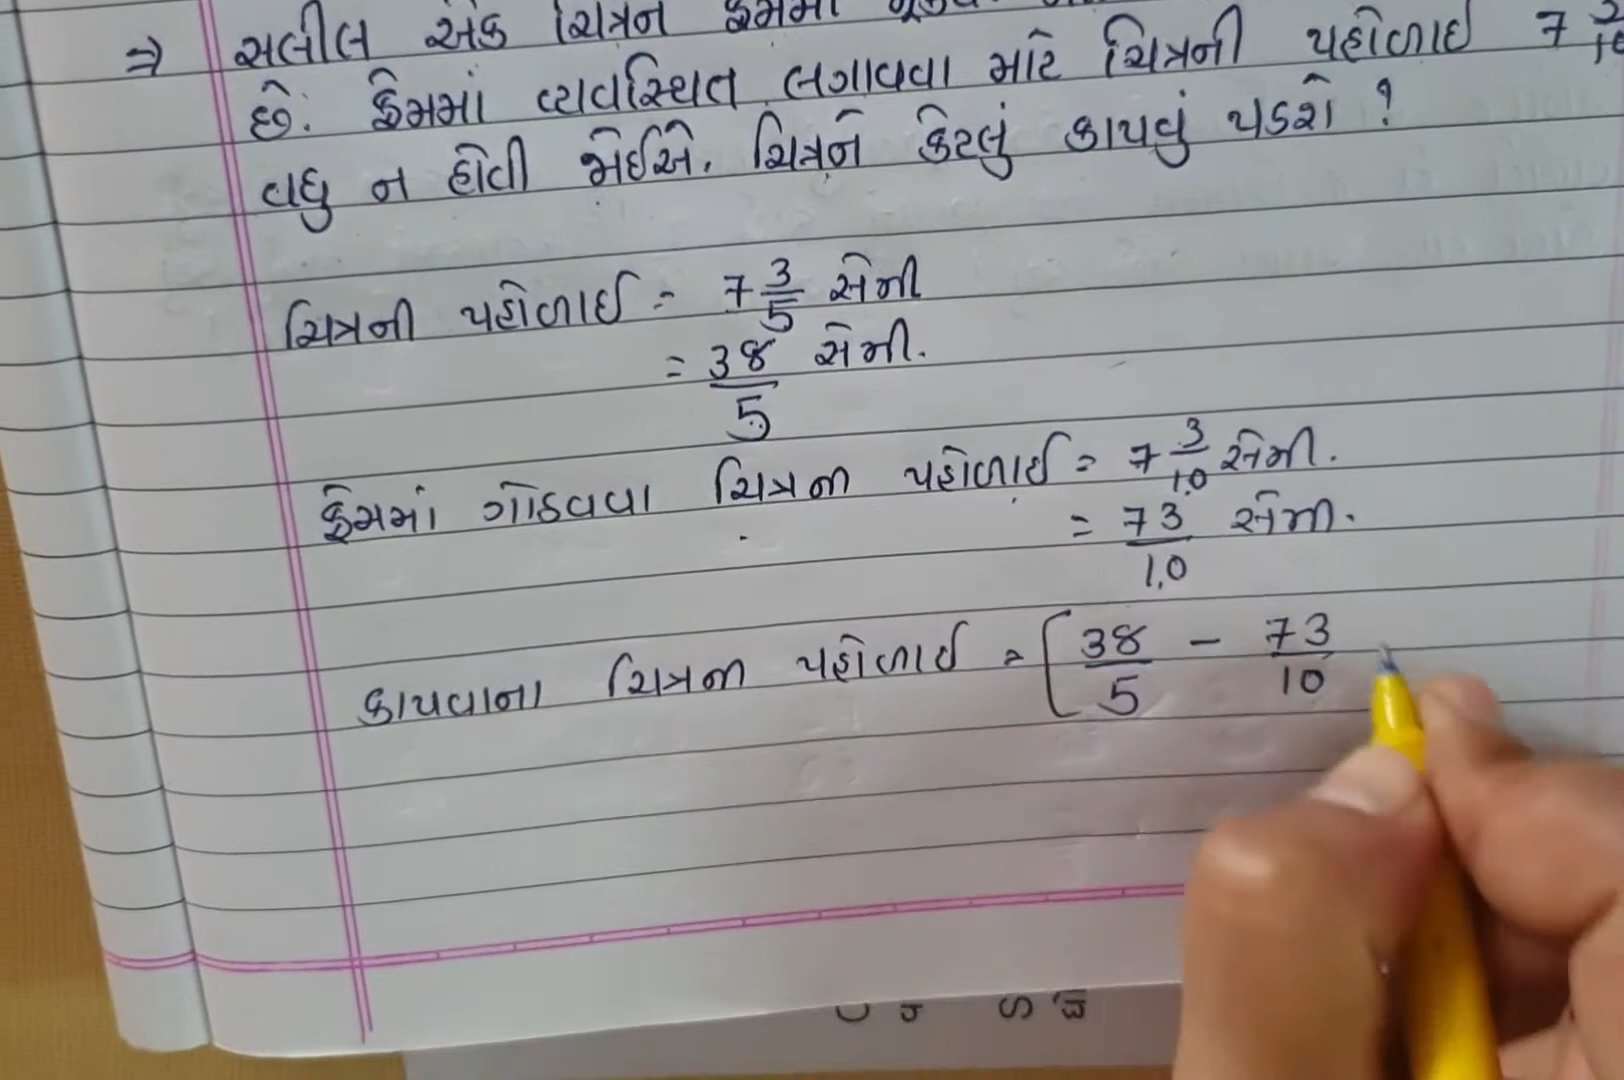 ⇒ સલીલ એક ચિત્રને ફ્રેમમાં
છે. ફ્રેમમાં વ્યવસ્થિત લગાવવા માટે ચિત્રની પહોળાઈ 7 3/10
વધુ ન હોવી જોઈએ. ચિત્રને કેટલું કાપવું પડશે ?
ચિત્રની પહોળાઈ = 7 3/5 સેમી
= 38/5 સેમી.
ફ્રેમમાં ગોઠવવા ચિત્રની પહોળાઈ = 7 3/10 સેમી.
= 73/10 સેમી.
કાપવાના ચિત્રની પહોળાઈ = [ 38/5 - 73/10